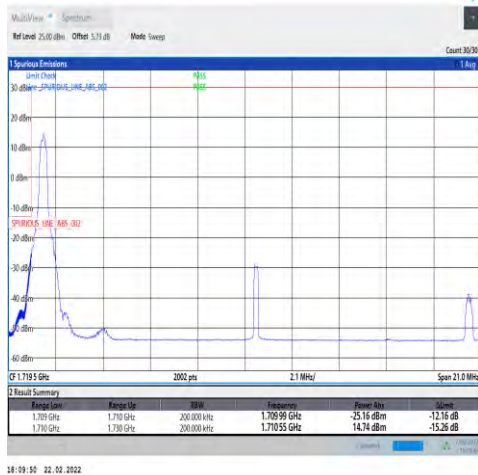 MultiView Spectrum
Ref Level 25.00 dBm Offset 5.73 dB Mode Sweep
Count 30/30
1 Spurious Emissions 1 Avg
Limit Check PASS
Line _SPURIOUS_LINE_ABS_002 PASS
30 dBm
20 dBm
10 dBm
0 dBm
-10 dBm
SPURIOUS_LINE_ABS_002
-20 dBm
-30 dBm
-40 dBm
-50 dBm
-60 dBm
CF 1.719 5 GHz 2002 pts 2.1 MHz/ Span 21.0 MHz
2 Result Summary
Range Low Range Up RBW Frequency Power Abs ΔLimit
1.709 GHz 1.710 GHz 200.000 kHz 1.70999 GHz -25.16 dBm -12.16 dB
1.710 GHz 1.730 GHz 200.000 kHz 1.71055 GHz 14.74 dBm -15.26 dB
18:09:50 22.02.2022